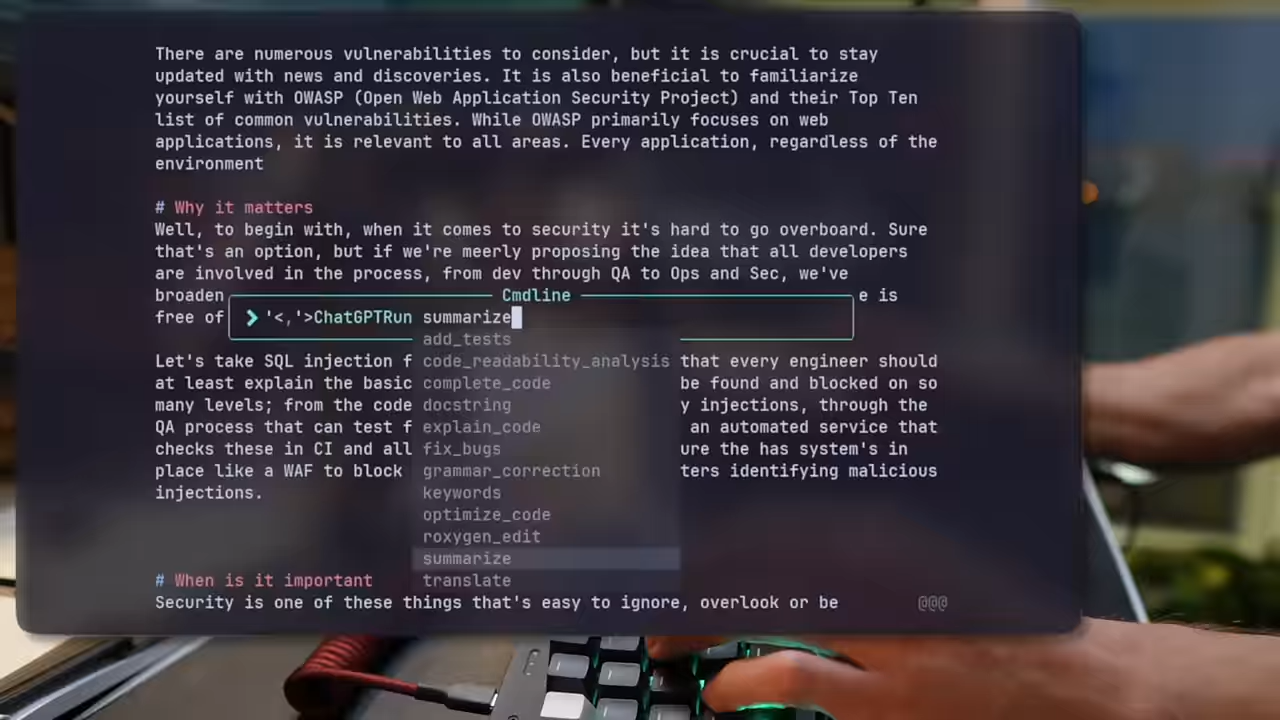 There are numerous vulnerabilities to consider, but it is crucial to stay
updated with news and discoveries. It is also beneficial to familiarize
yourself with OWASP (Open Web Application Security Project) and their Top Ten
list of common vulnerabilities. While OWASP primarily focuses on web
applications, it is relevant to all areas. Every application, regardless of the
environment
# Why it matters
Well, to begin with, when it comes to security it's hard to go overboard. Sure
that's an option, but if we're meerly proposing the idea that all developers
are involved in the process, from dev through QA to Ops and Sec, we've
broaden Cmdline e is
free of ❯ '<,'>ChatGPTRun summarize
add_tests
Let's take SQL injection f code_readability_analysis that every engineer should
at least explain the basic complete_code be found and blocked on so
many levels; from the code docstring y injections, through the
QA process that can test f explain_code an automated service that
checks these in CI and all fix_bugs ure the has system's in
place like a WAF to block grammar_correction ters identifying malicious
injections. keywords
optimize_code
roxygen_edit
summarize
# When is it important translate
Security is one of these things that's easy to ignore, overlook or be @@@